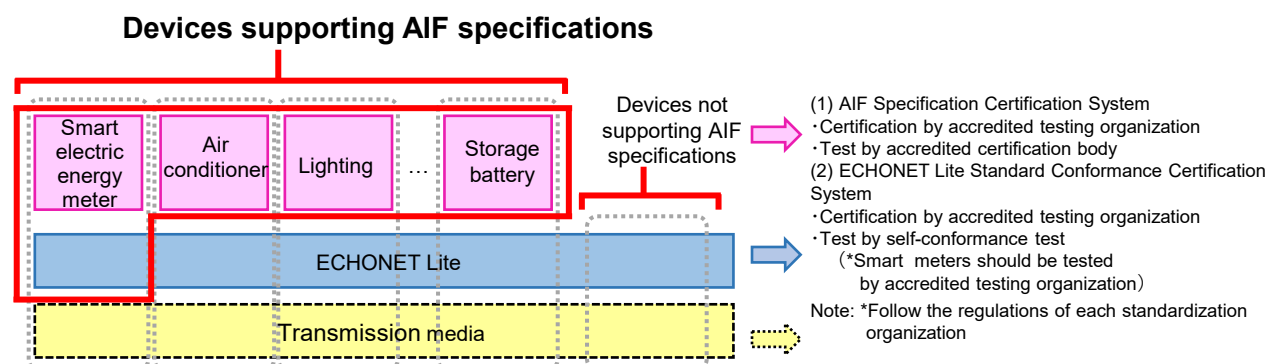 Devices supporting AIF specifications
Smart
electric
energy
meter
Air
conditioner
Lighting
…
Storage
battery
Devices not
supporting AIF
specifications
ECHONET Lite
Transmission media
(1) AIF Specification Certification System
・Certification by accredited testing organization
・Test by accredited certification body
(2) ECHONET Lite Standard Conformance Certification
System
・Certification by accredited testing organization
・Test by self-conformance test
(*Smart meters should be tested
by accredited testing organization)
Note: *Follow the regulations of each standardization
organization